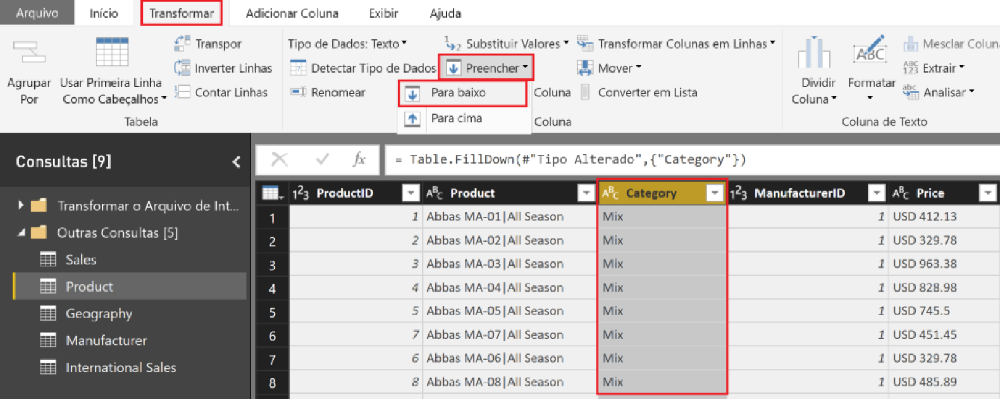 Arquivo Início Transformar Adicionar Coluna Exibir Ajuda
Agrupar Por
Usar Primeira Linha Como Cabeçalhos
Transpor
Inverter Linhas
Contar Linhas
Tabela
Tipo de Dados: Texto
Detectar Tipo de Dados
Renomear
Substituir Valores
Preencher
Para baixo
Para cima
Coluna
Coluna
Transformar Colunas em Linhas
Mover
Converter em Lista
Dividir Coluna
Formatar
Mesclar Colun
Extrair
Analisar
Coluna de Texto
Consultas [9]
Transformar o Arquivo de Int...
Outras Consultas [5]
Sales
Product
Geography
Manufacturer
International Sales
fx = Table.FillDown(#"Tipo Alterado",{"Category"})
123 ProductID ABC Product ABC Category 123 ManufacturerID ABC Price
1 1 Abbas MA-01|All Season Mix 1 USD 412.13
2 2 Abbas MA-02|All Season Mix 1 USD 329.78
3 3 Abbas MA-03|All Season Mix 1 USD 963.38
4 4 Abbas MA-04|All Season Mix 1 USD 828.98
5 5 Abbas MA-05|All Season Mix 1 USD 745.5
6 7 Abbas MA-07|All Season Mix 1 USD 451.45
7 6 Abbas MA-06|All Season Mix 1 USD 329.78
8 8 Abbas MA-08|All Season Mix 1 USD 485.89